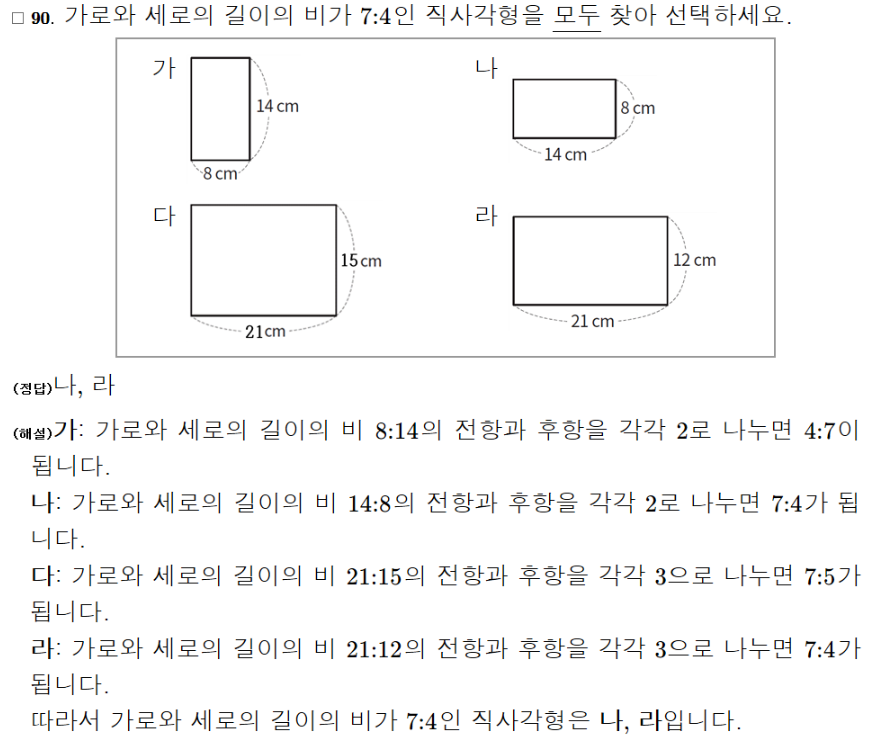 □ 90. 가로와 세로의 길이의 비가 7:4인 직사각형을 모두 찾아 선택하세요.
가
14 cm
8 cm
나
8 cm
14 cm
다
15 cm
21cm
라
12 cm
21 cm
(정답)나, 라
(해설)가: 가로와 세로의 길이의 비 8:14의 전항과 후항을 각각 2로 나누면 4:7이
됩니다.
나: 가로와 세로의 길이의 비 14:8의 전항과 후항을 각각 2로 나누면 7:4가 됩
니다.
다: 가로와 세로의 길이의 비 21:15의 전항과 후항을 각각 3으로 나누면 7:5가
됩니다.
라: 가로와 세로의 길이의 비 21:12의 전항과 후항을 각각 3으로 나누면 7:4가
됩니다.
따라서 가로와 세로의 길이의 비가 7:4인 직사각형은 나, 라입니다.